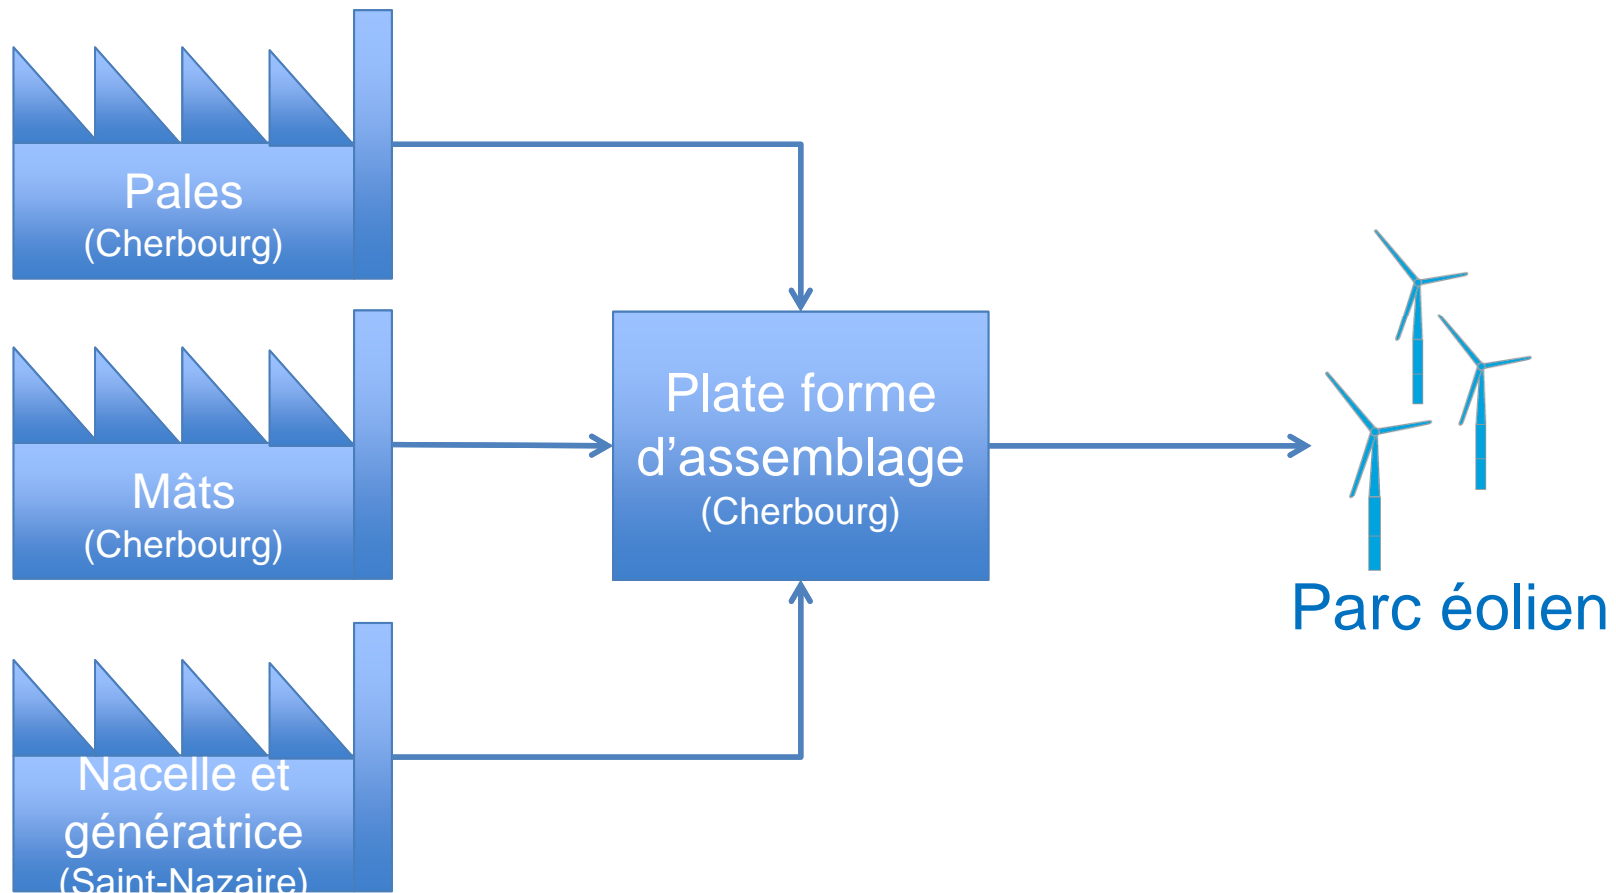 Pales
(Cherbourg)
Mâts
(Cherbourg)
Nacelle et
génératrice
(Saint-Nazaire)
Plate forme
d’assemblage
(Cherbourg)
Parc éolien